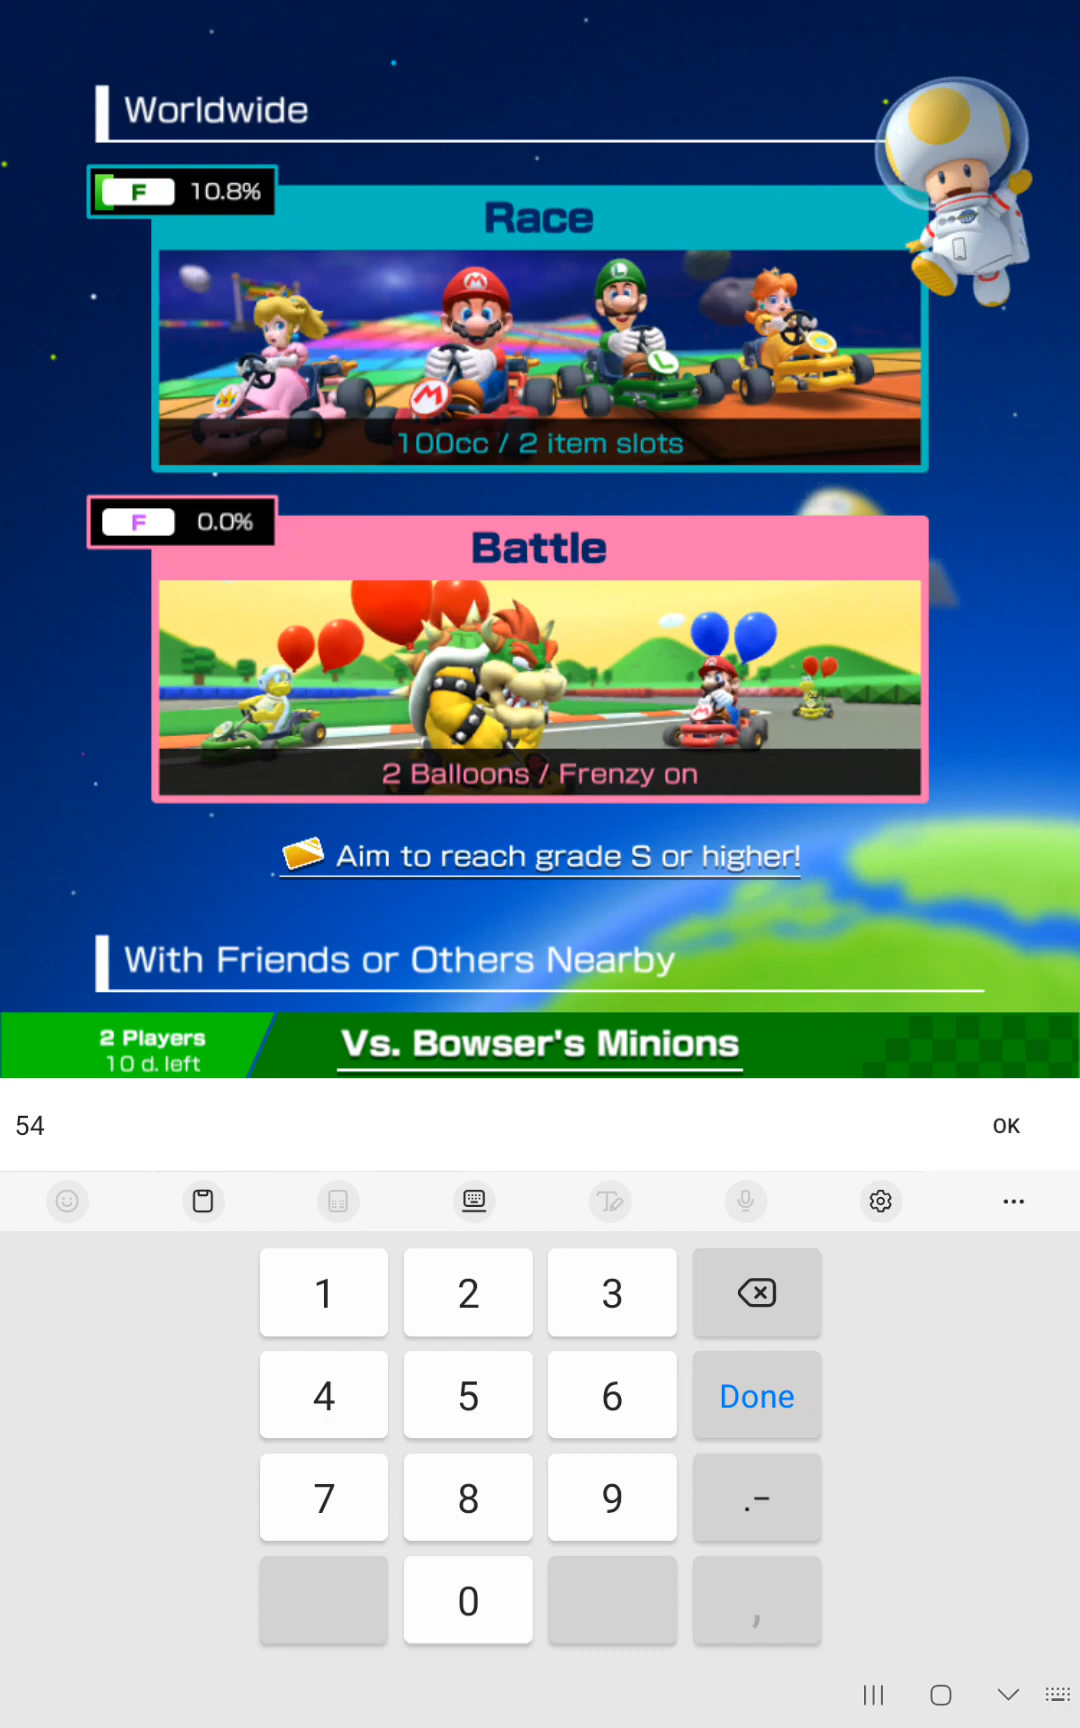 Worldwide
F 10.8%
Race
100cc / 2 item slots
F 0.0%
Battle
2 Balloons / Frenzy on
Aim to reach grade S or higher!
With Friends or Others Nearby
2 Players
10 d. left
Vs. Bowser's Minions
54
OK
1 2 3
4 5 6 Done
7 8 9 .-
0 ,